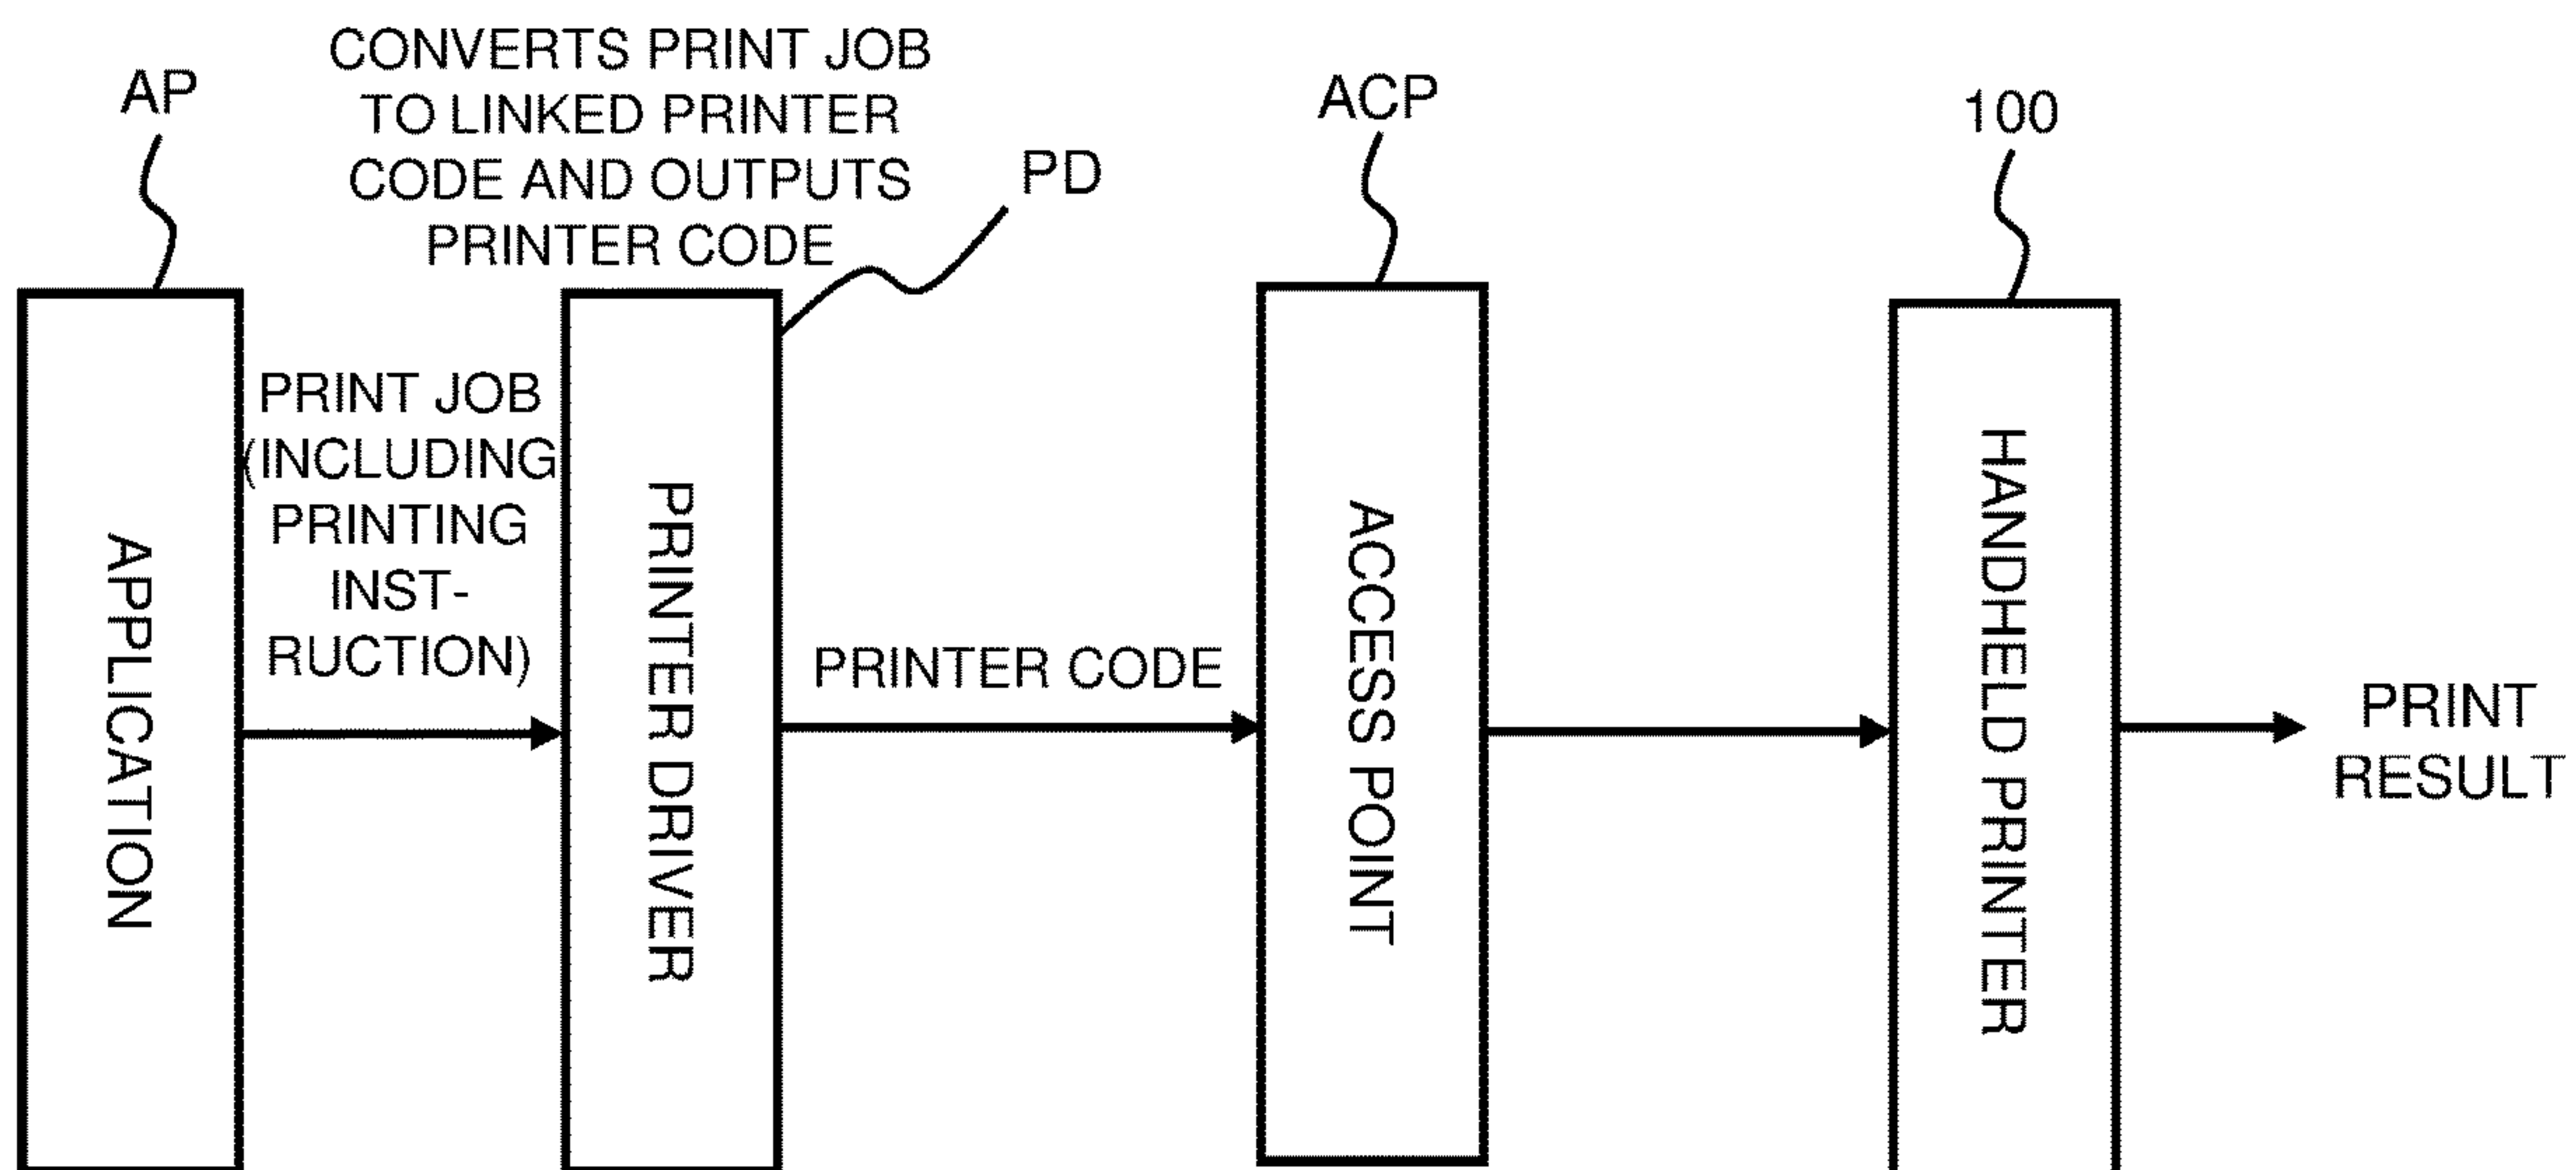 AP
CONVERTS PRINT JOB
TO LINKED PRINTER
CODE AND OUTPUTS
PRINTER CODE
PD
ACP
100
APPLICATION
PRINT JOB
(INCLUDING
PRINTING
INST-
RUCTION)
PRINTER DRIVER
PRINTER CODE
ACCESS POINT
HANDHELD PRINTER
PRINT
RESULT